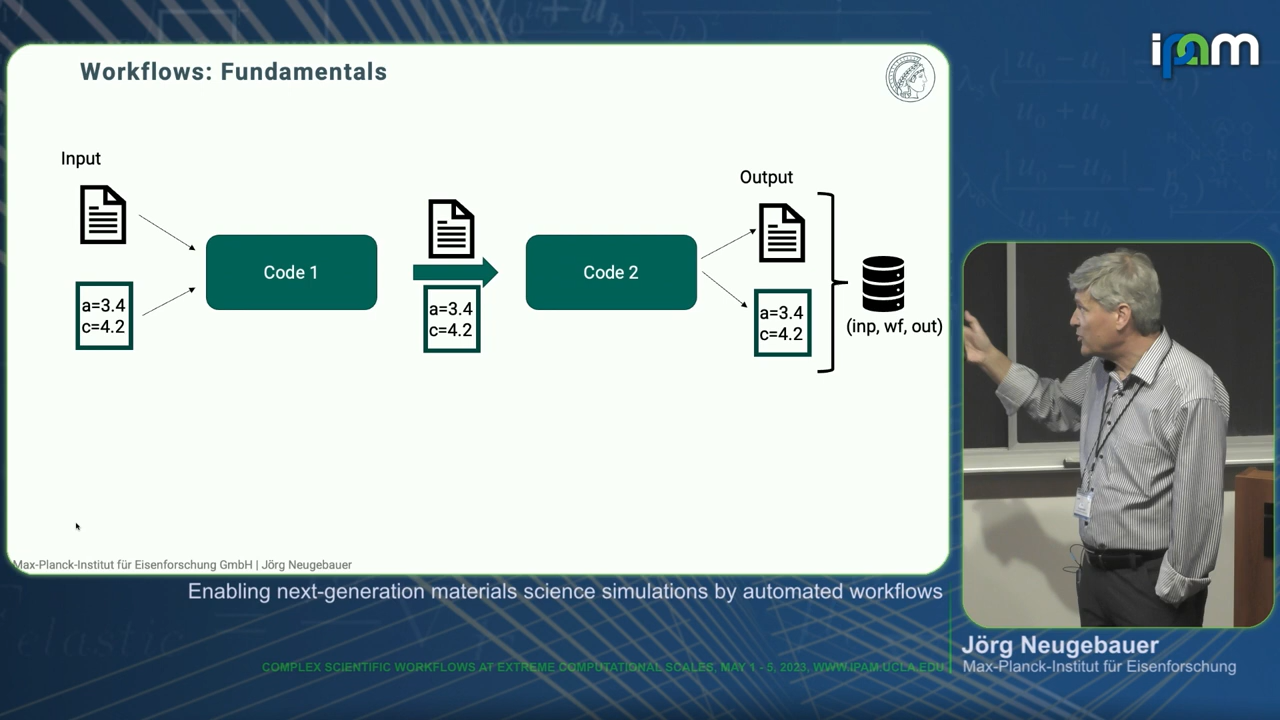 ipam
Workflows: Fundamentals
Input
Output
Code 1
Code 2
a=3.4
c=4.2
a=3.4
c=4.2
a=3.4
c=4.2
(inp, wf, out)
Max-Planck-Institut für Eisenforschung GmbH | Jörg Neugebauer
Enabling next-generation materials science simulations by automated workflows
Jörg Neugebauer
Max-Planck-Institut für Eisenforschung
COMPLEX SCIENTIFIC WORKFLOWS AT EXTREME COMPUTATIONAL SCALES, MAY 1 - 5, 2023, WWW.IPAM.UCLA.EDU
elastic